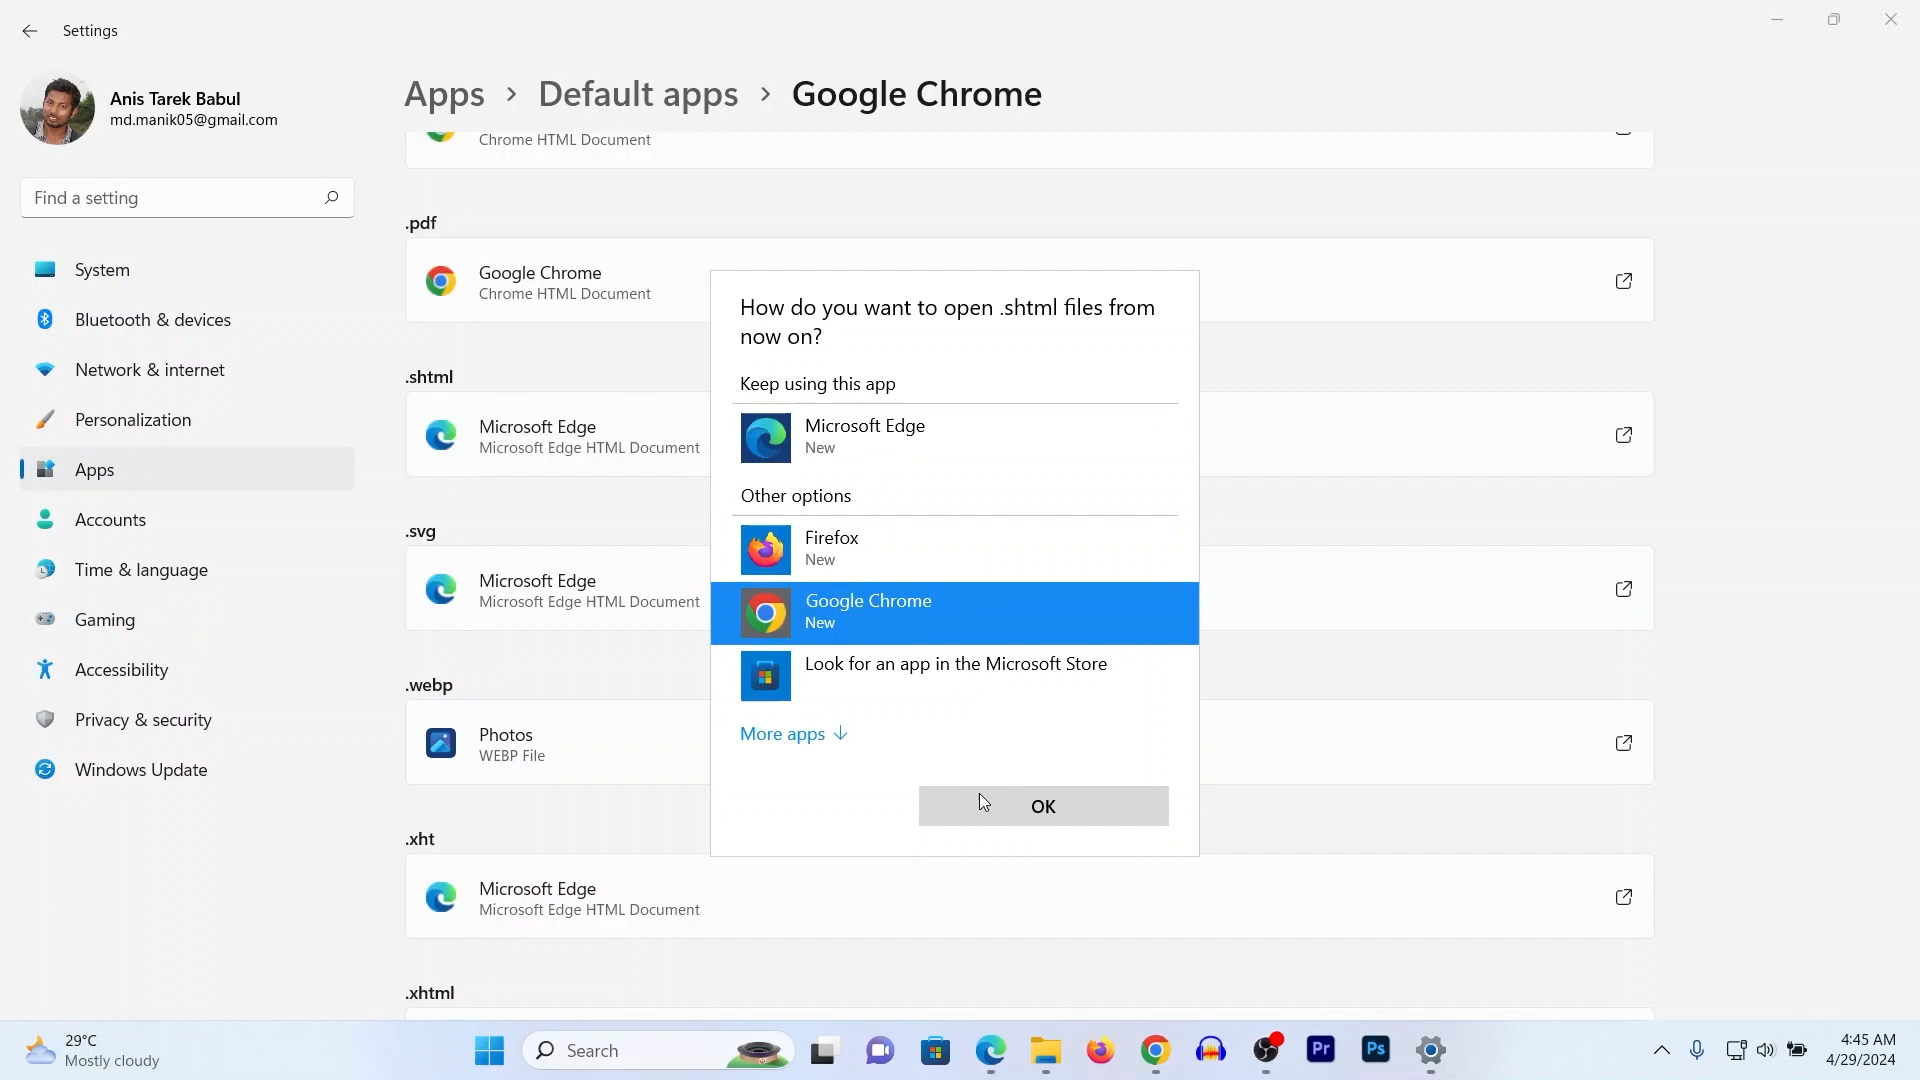 Settings
Anis Tarek Babul
md.manik05@gmail.com
Find a setting
System
Bluetooth & devices
Network & internet
Personalization
Apps
Accounts
Time & language
Gaming
Accessibility
Privacy & security
Windows Update
Apps > Default apps > Google Chrome
Chrome HTML Document
.pdf
Google Chrome
Chrome HTML Document
.shtml
Microsoft Edge
Microsoft Edge HTML Document
.svg
Microsoft Edge
Microsoft Edge HTML Document
.webp
Photos
WEBP File
.xht
Microsoft Edge
Microsoft Edge HTML Document
.xhtml
How do you want to open .shtml files from
now on?
Keep using this app
Microsoft Edge
New
Other options
Firefox
New
Google Chrome
New
Look for an app in the Microsoft Store
More apps
OK
29°C
Mostly cloudy
Search
Pr
Ps
4:45 AM
4/29/2024